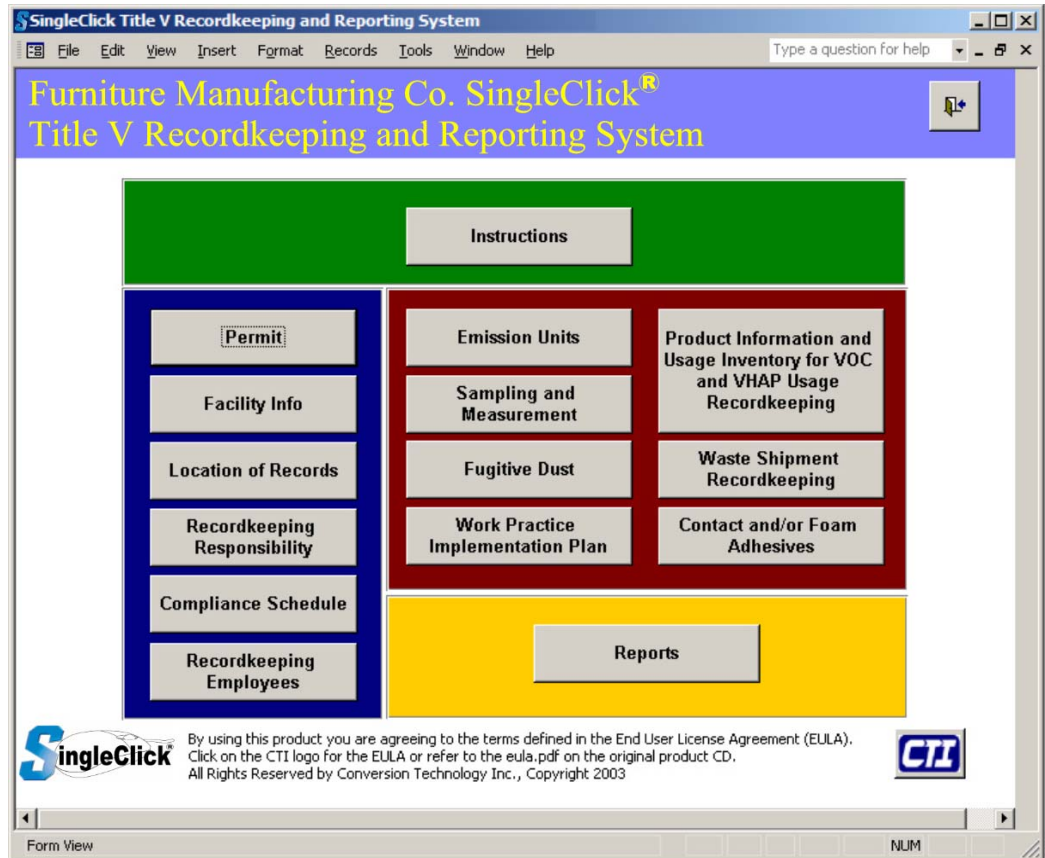 SingleClick Title V Recordkeeping and Reporting System
File Edit View Insert Format Records Tools Window Help
Type a question for help
Furniture Manufacturing Co. SingleClick®
Title V Recordkeeping and Reporting System
Instructions
Permit
Facility Info
Location of Records
Recordkeeping
Responsibility
Compliance Schedule
Recordkeeping
Employees
Emission Units
Sampling and
Measurement
Fugitive Dust
Work Practice
Implementation Plan
Product Information and
Usage Inventory for VOC
and VHAP Usage
Recordkeeping
Waste Shipment
Recordkeeping
Contact and/or Foam
Adhesives
Reports
SingleClick®
By using this product you are agreeing to the terms defined in the End User License Agreement (EULA).
Click on the CTI logo for the EULA or refer to the eula.pdf on the original product CD.
All Rights Reserved by Conversion Technology Inc., Copyright 2003
CTI
Form View
NUM